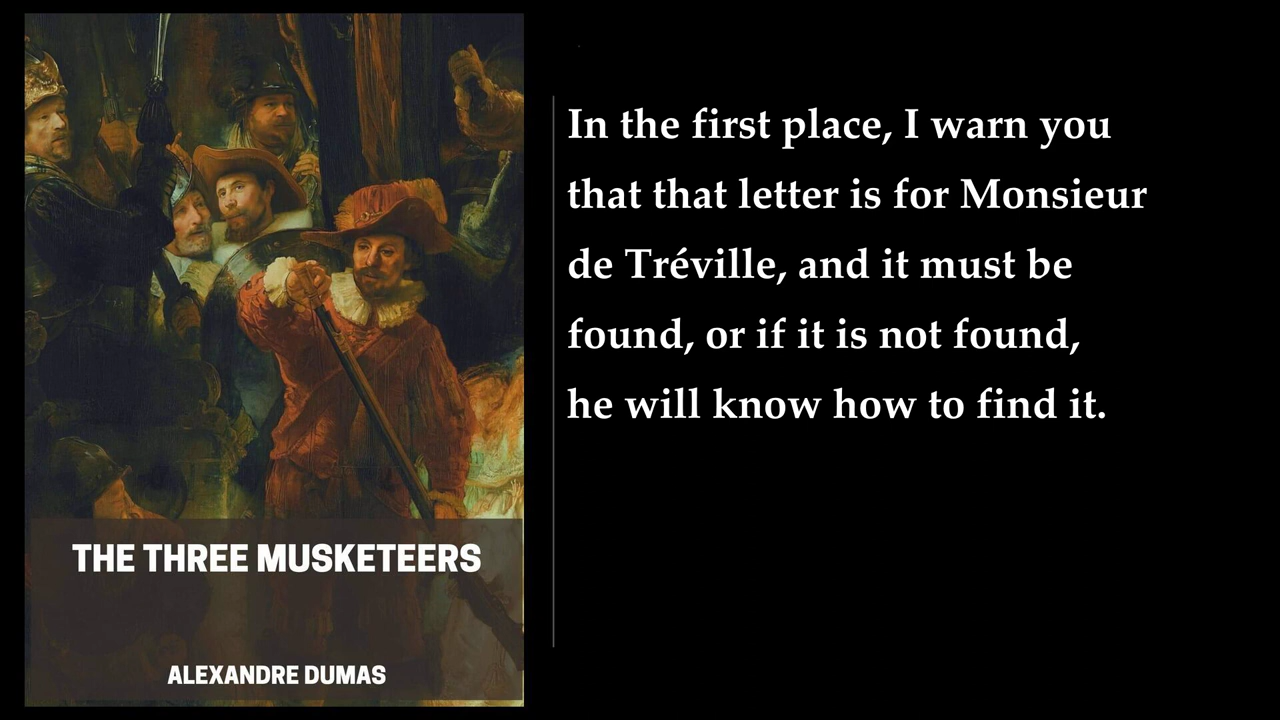 THE THREE MUSKETEERS
ALEXANDRE DUMAS
In the first place, I warn you
that that letter is for Monsieur
de Tréville, and it must be
found, or if it is not found,
he will know how to find it.